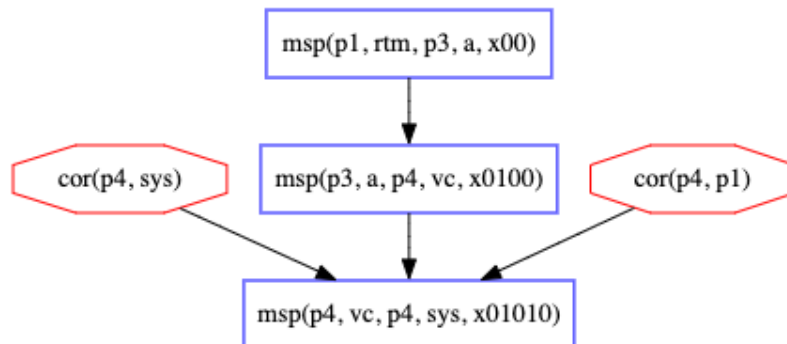 msp(p1, rtm, p3, a, x00)
cor(p4, sys)
msp(p3, a, p4, vc, x0100)
cor(p4, p1)
msp(p4, vc, p4, sys, x01010)